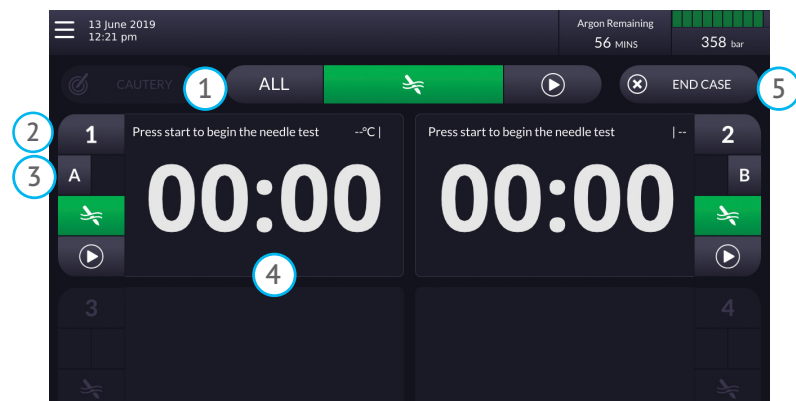 13 June 2019
12:21 pm
Argon Remaining
56 MINS
358 bar
CAUTERY
1
ALL
END CASE
5
2
1
Press start to begin the needle test
--°C |
Press start to begin the needle test
| --
2
3
A
00:00
00:00
B
4
3
4